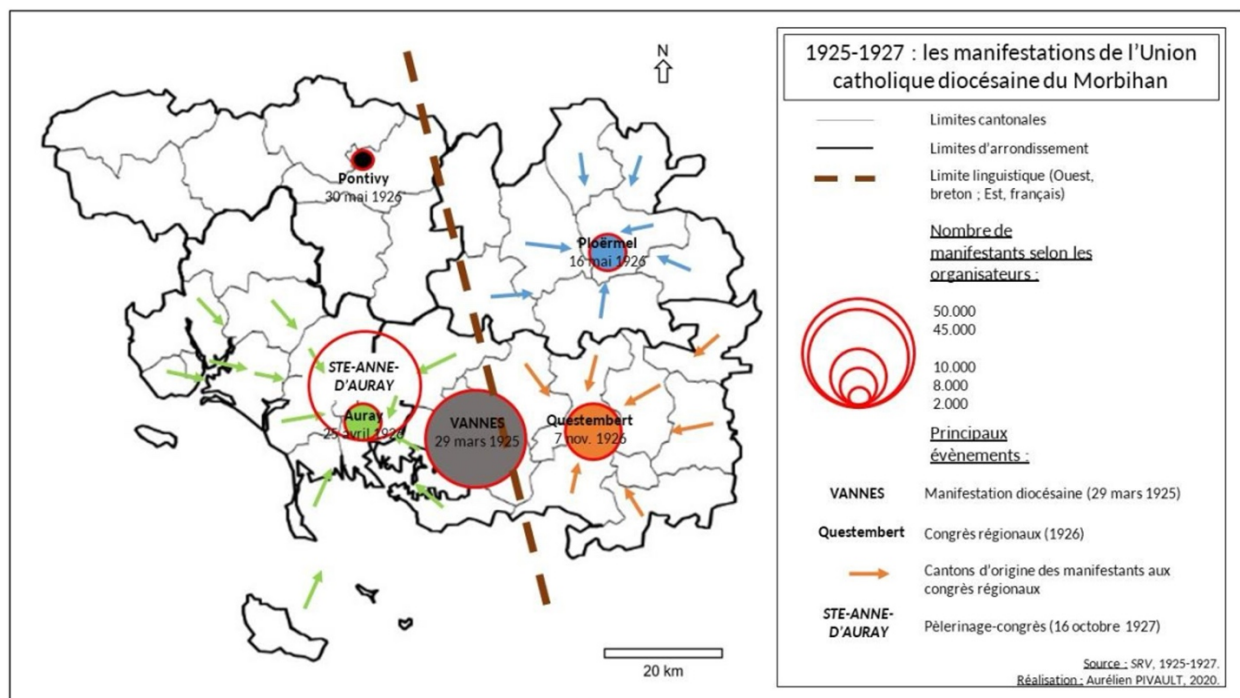 N
Pontivy
30 mai 1926
Ploërmel
16 mai 1926
STE-ANNE-
D'AURAY
Auray
25 avril 1926
VANNES
29 mars 1925
Questembert
7 nov. 1926
20 km
1925-1927 : les manifestations de l'Union
catholique diocésaine du Morbihan
Limites cantonales
Limites d'arrondissement
Limite linguistique (Ouest,
breton ; Est, français)
Nombre de
manifestants selon les
organisateurs :
50.000
45.000
10.000
8.000
2.000
Principaux
évènements :
VANNES Manifestation diocésaine (29 mars 1925)
Questembert Congrès régionaux (1926)
Cantons d'origine des manifestants aux
congrès régionaux
STE-ANNE-
D'AURAY Pèlerinage-congrès (16 octobre 1927)
Source : SRV, 1925-1927.
Réalisation : Aurélien PIVAULT, 2020.